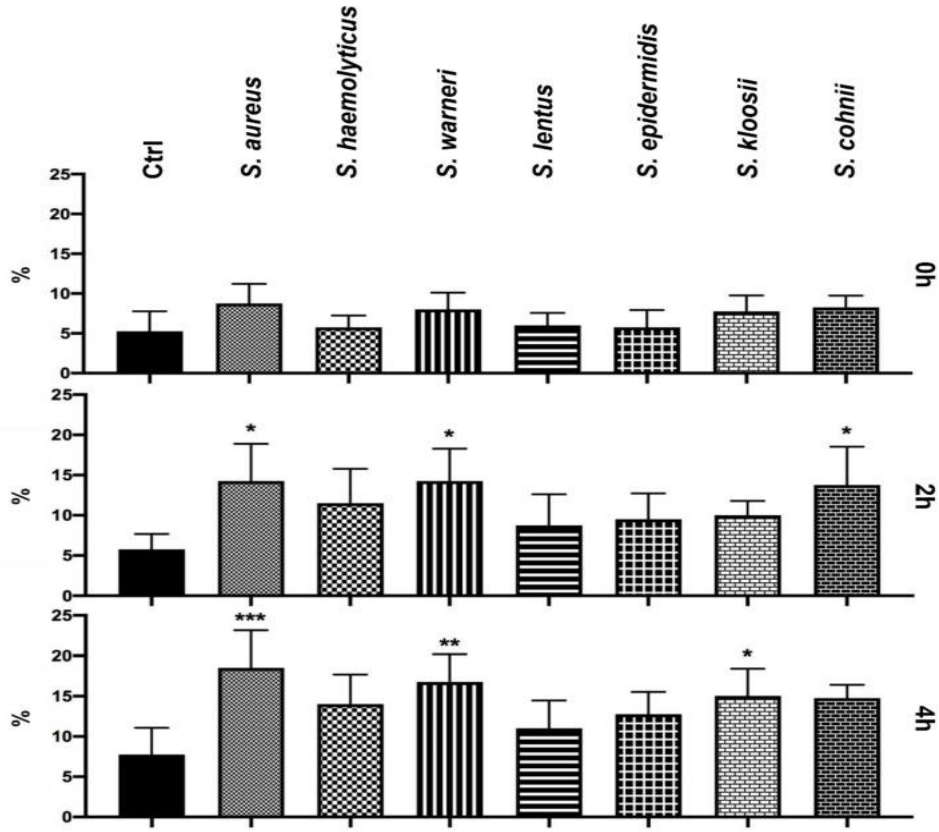 Ctrl
S. aureus
S. haemolyticus
S. warneri
S. lentus
S. epidermidis
S. kloosii
S. cohnii
25
20
15
10
5
0
%
0h
25
20
15
10
5
0
%
* * *
2h
25
20
15
10
5
0
%
*** ** *
4h